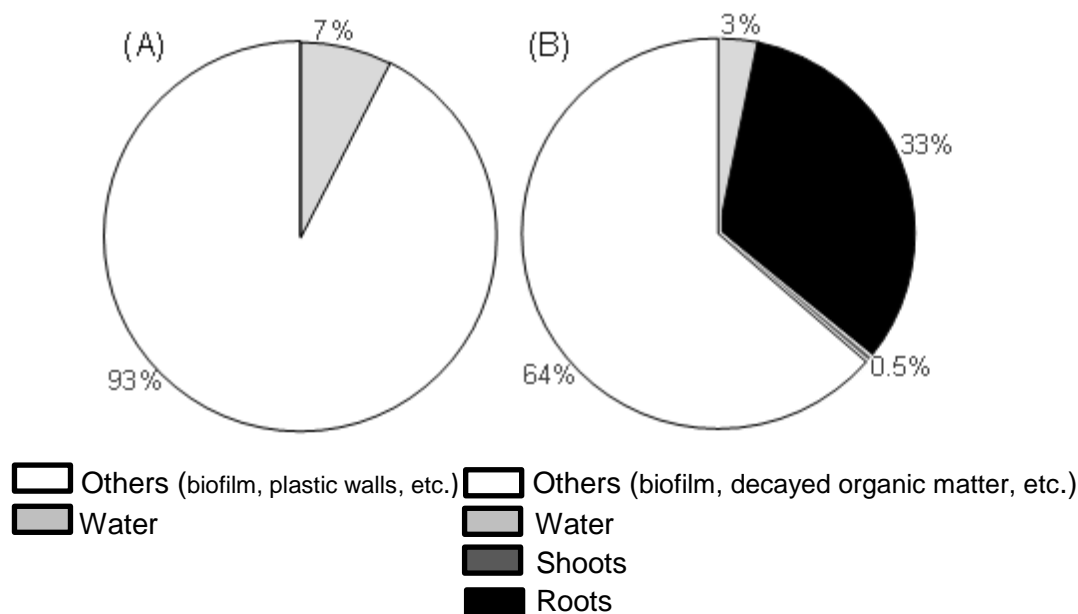 (A)
7%
93%
(B)
3%
33%
0.5%
64%
Others (biofilm, plastic walls, etc.)
Water
Others (biofilm, decayed organic matter, etc.)
Water
Shoots
Roots